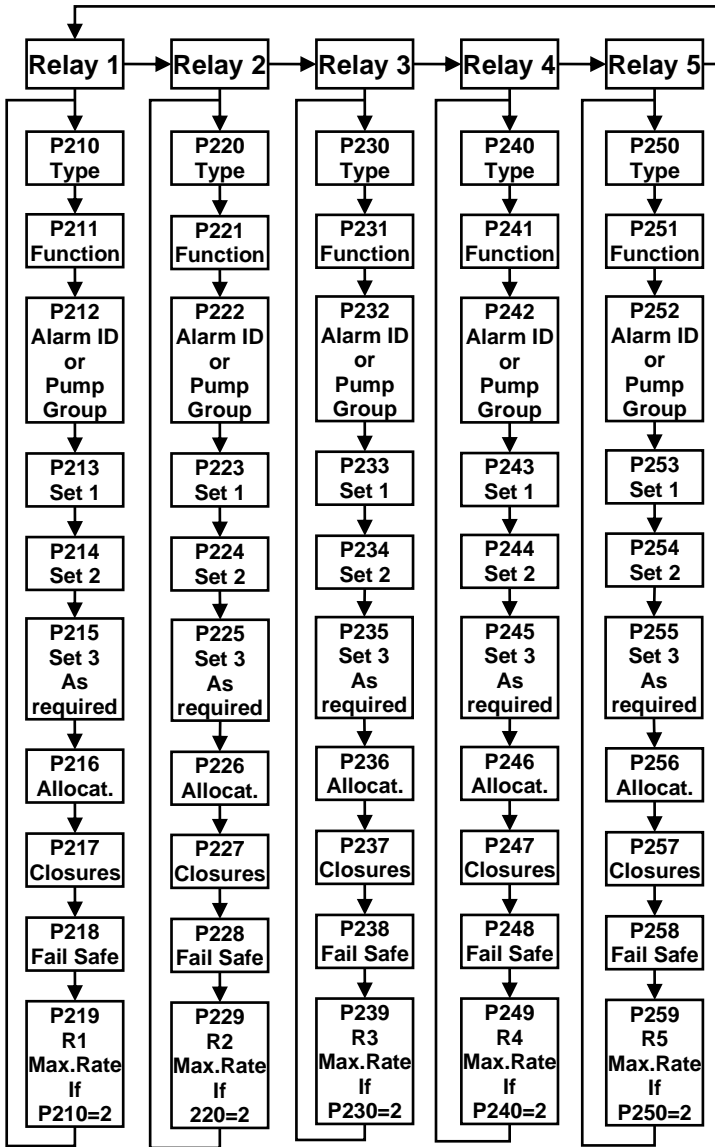 Relay 1
Relay 2
Relay 3
Relay 4
Relay 5
P210
Type
P211
Function
P212
Alarm ID
or
Pump
Group
P213
Set 1
P214
Set 2
P215
Set 3
As
required
P216
Allocat.
P217
Closures
P218
Fail Safe
P219
R1
Max.Rate
If
P210=2
P220
Type
P221
Function
P222
Alarm ID
or
Pump
Group
P223
Set 1
P224
Set 2
P225
Set 3
As
required
P226
Allocat.
P227
Closures
P228
Fail Safe
P229
R2
Max.Rate
If
220=2
P230
Type
P231
Function
P232
Alarm ID
or
Pump
Group
P233
Set 1
P234
Set 2
P235
Set 3
As
required
P236
Allocat.
P237
Closures
P238
Fail Safe
P239
R3
Max.Rate
If
P230=2
P240
Type
P241
Function
P242
Alarm ID
or
Pump
Group
P243
Set 1
P244
Set 2
P245
Set 3
As
required
P246
Allocat.
P247
Closures
P248
Fail Safe
P249
R4
Max.Rate
If
P240=2
P250
Type
P251
Function
P252
Alarm ID
or
Pump
Group
P253
Set 1
P254
Set 2
P255
Set 3
As
required
P256
Allocat.
P257
Closures
P258
Fail Safe
P259
R5
Max.Rate
If
P250=2